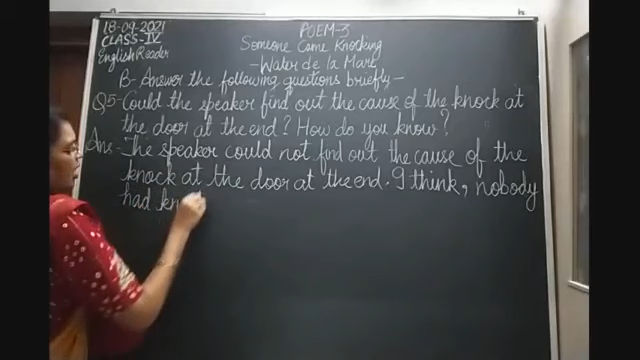 18-09-2021
CLASS-IV
English Reader
POEM-3
Someone Came Knocking
-Water de la Mare
B- Answer the following questions briefly-
Q5- Could the speaker find out the cause of the knock at
the door at the end? How do you know?
Ans- The speaker could not find out the cause of the
knock at the door at the end. I think, nobody
had kn